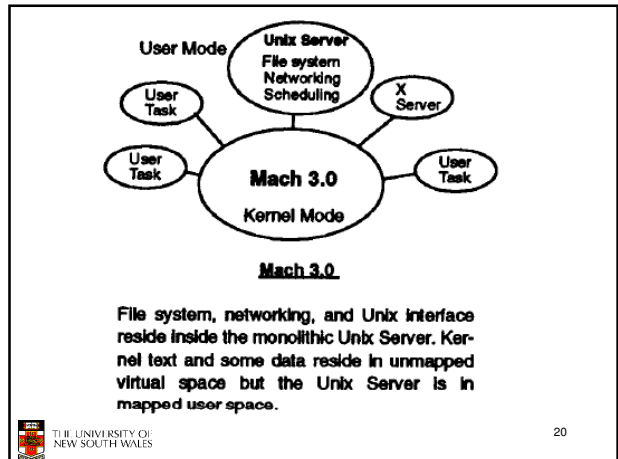 User Mode
Unix Server
File system
Networking
Scheduling
User
Task
X
Server
User
Task
User
Task
Mach 3.0
Kernel Mode
Mach 3.0
File system, networking, and Unix interface
reside inside the monolithic Unix Server. Ker-
nel text and some data reside in unmapped
virtual space but the Unix Server is in
mapped user space.
THE UNIVERSITY OF
NEW SOUTH WALES
20